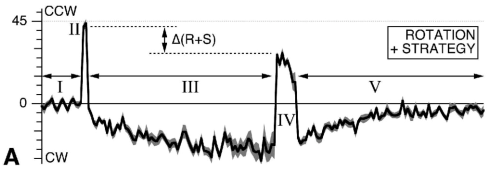 CCW
45
II
Δ(R+S)
ROTATION
+ STRATEGY
I
III
V
0
IV
A
CW